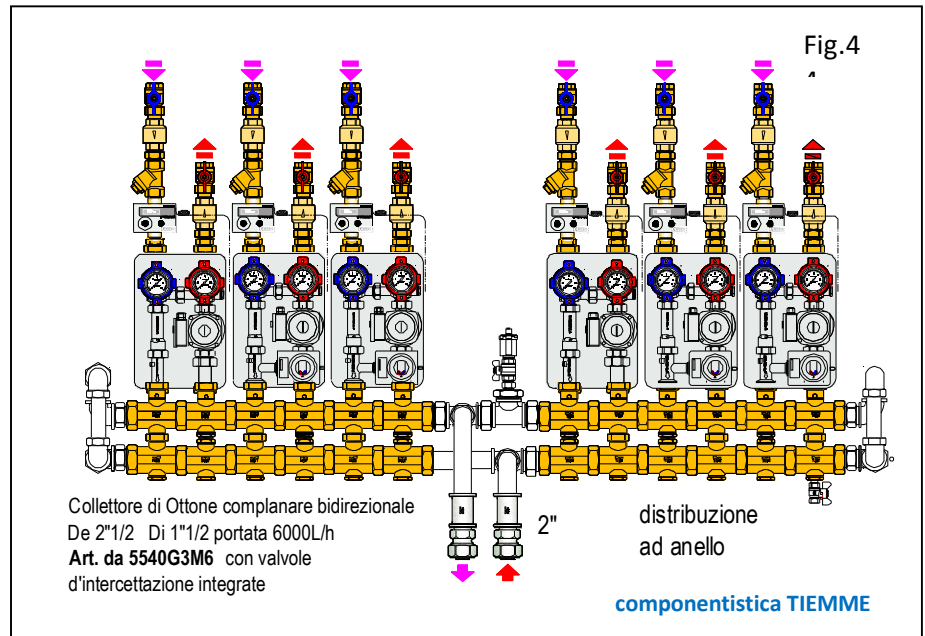 Fig.4
Collettore di Ottone complanare bidirezionale
De 2"1/2 Di 1"1/2 portata 6000L/h
Art. da 5540G3M6 con valvole
d'intercettazione integrate
2"
distribuzione
ad anello
componentistica TIEMME